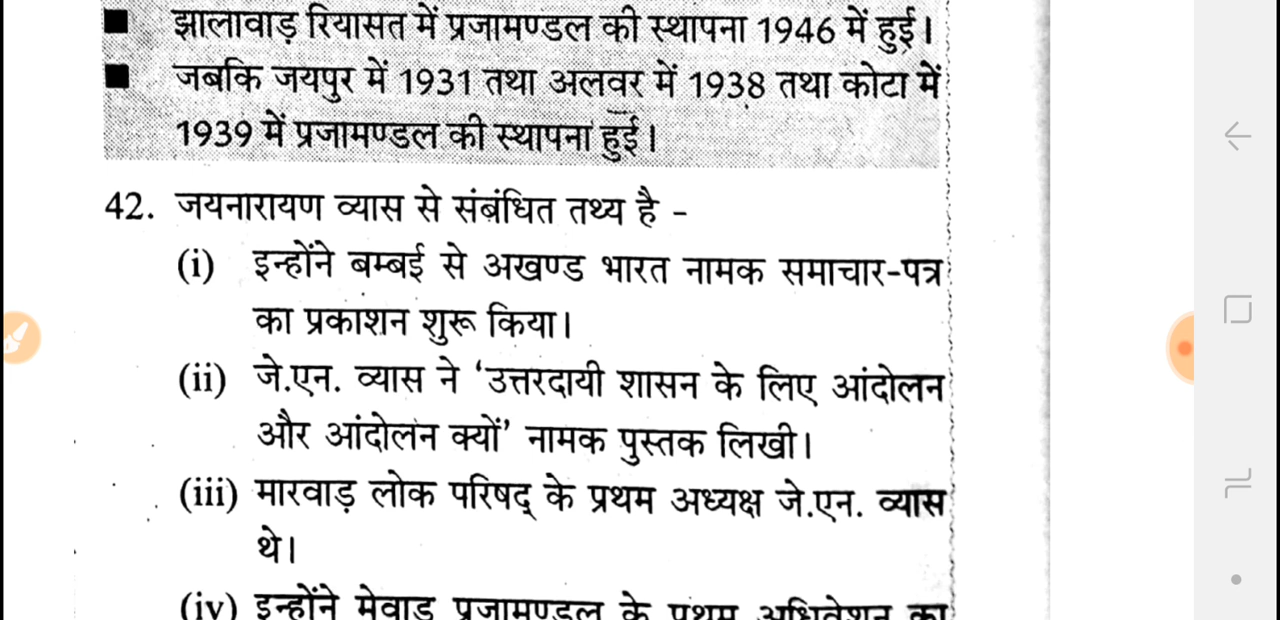 ■ झालावाड़ रियासत में प्रजामण्डल की स्थापना 1946 में हुई।
■ जबकि जयपुर में 1931 तथा अलवर में 1938 तथा कोटा में
1939 में प्रजामण्डल की स्थापना हुई।
42. जयनारायण व्यास से संबंधित तथ्य है -
(i) इन्होंने बम्बई से अखण्ड भारत नामक समाचार-पत्र
का प्रकाशन शुरू किया।
(ii) जे.एन. व्यास ने ‘उत्तरदायी शासन के लिए आंदोलन
और आंदोलन क्यों’ नामक पुस्तक लिखी।
(iii) मारवाड़ लोक परिषद् के प्रथम अध्यक्ष जे.एन. व्यास
थे।
(iv) इन्होंने मेवाड़ प्रजामण्डल के प्रथम अधिवेशन का